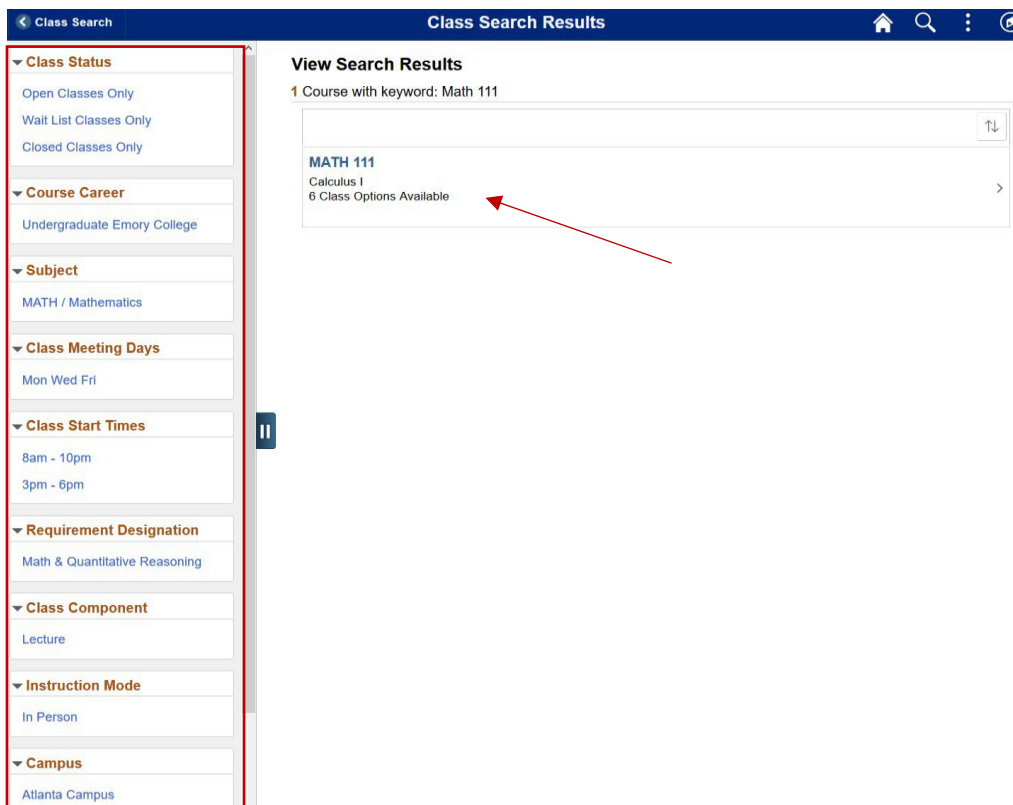 Class Search
Class Search Results
Class Status
Open Classes Only
Wait List Classes Only
Closed Classes Only
Course Career
Undergraduate Emory College
Subject
MATH / Mathematics
Class Meeting Days
Mon Wed Fri
Class Start Times
8am - 10pm
3pm - 6pm
Requirement Designation
Math & Quantitative Reasoning
Class Component
Lecture
Instruction Mode
In Person
Campus
Atlanta Campus
View Search Results
1 Course with keyword: Math 111
MATH 111
Calculus I
6 Class Options Available